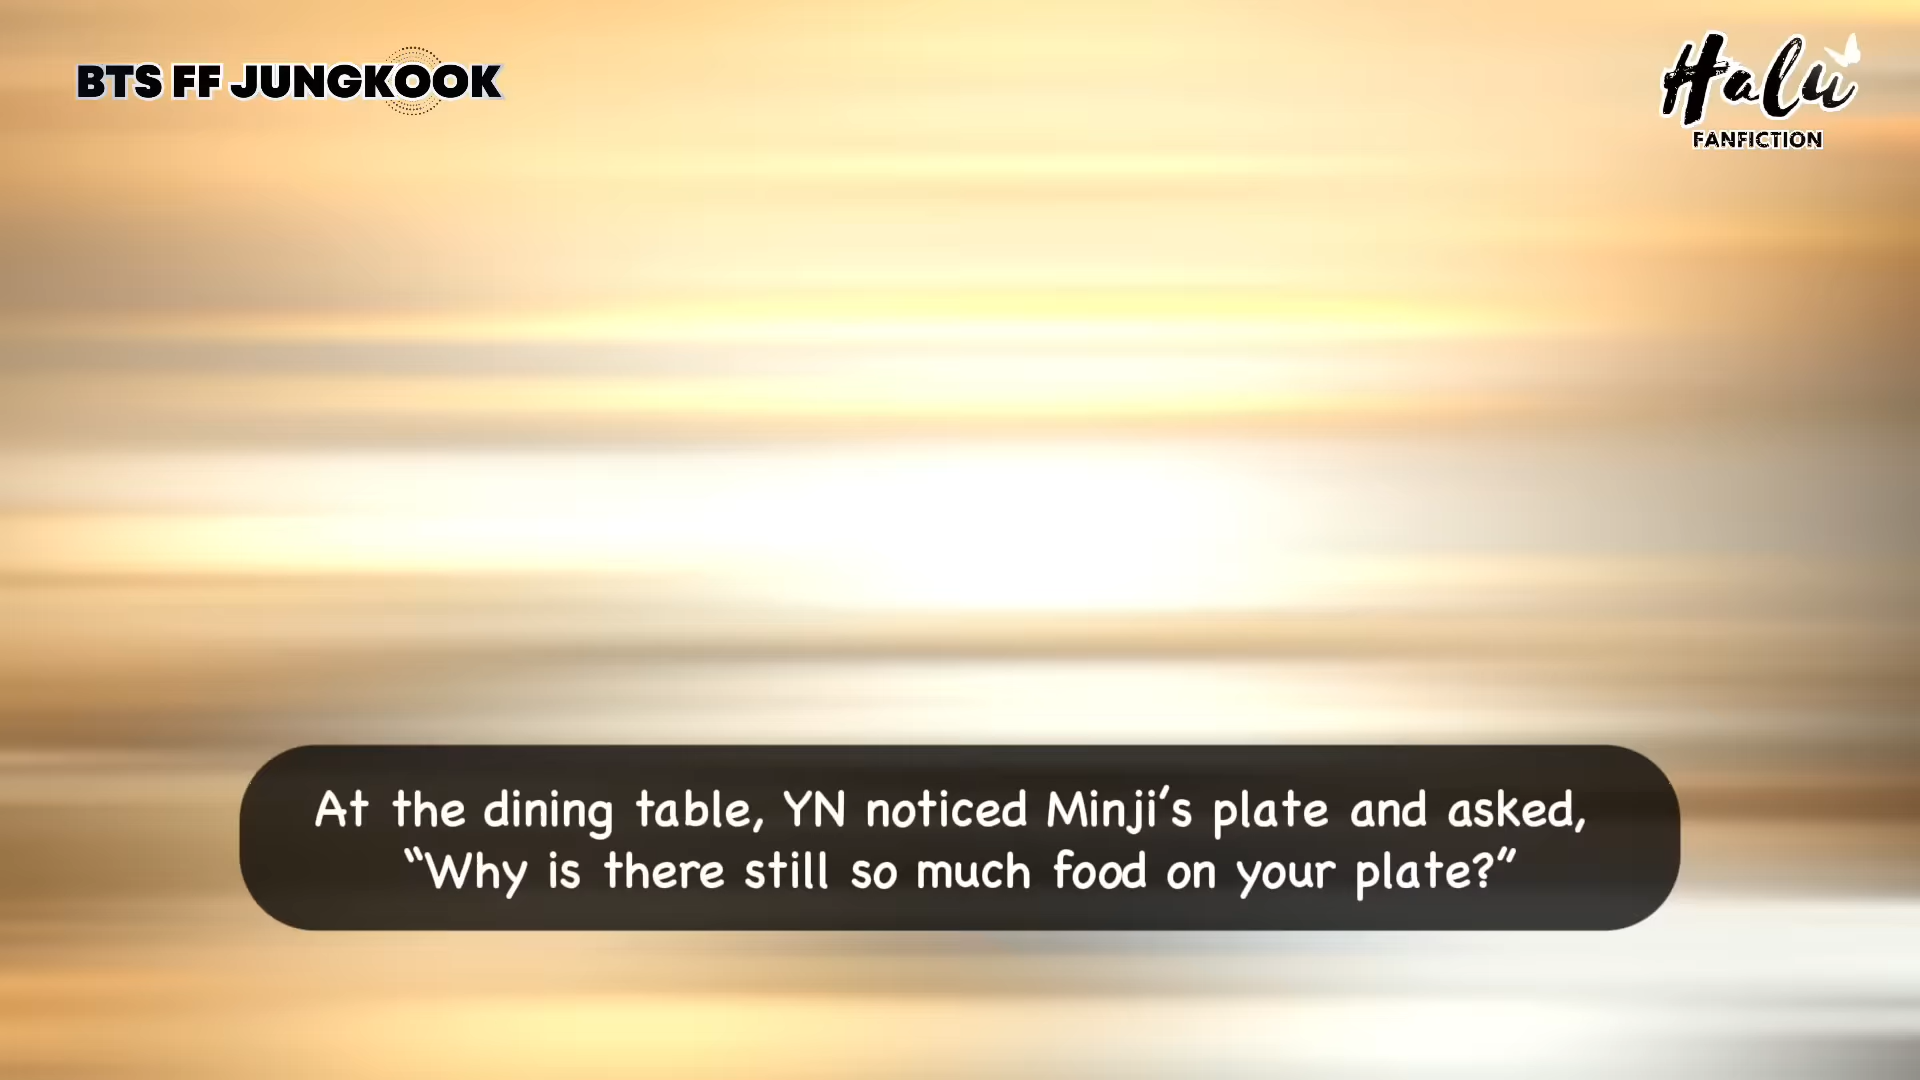 BTS FF JUNGKOOK
Halu
FANFICTION
At the dining table, YN noticed Minji's plate and asked,
“Why is there still so much food on your plate?”